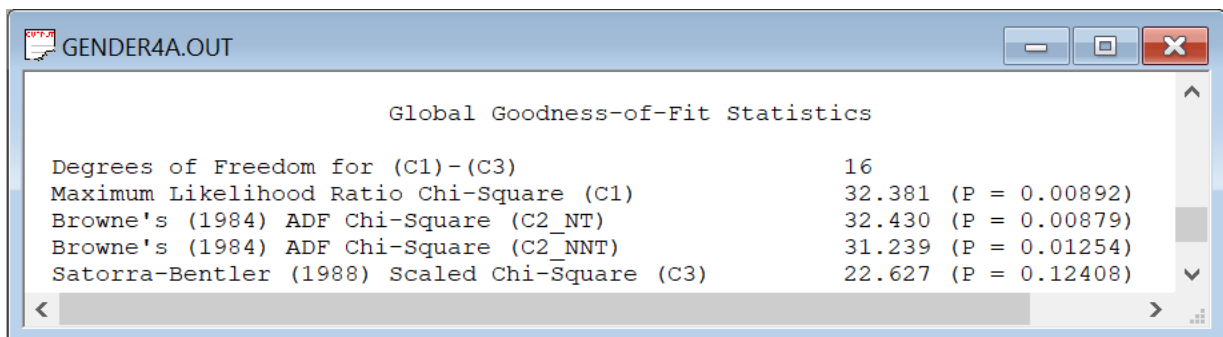 GENDER4A.OUT
Global Goodness-of-Fit Statistics
Degrees of Freedom for (C1)-(C3) 16
Maximum Likelihood Ratio Chi-Square (C1) 32.381 (P = 0.00892)
Browne's (1984) ADF Chi-Square (C2_NT) 32.430 (P = 0.00879)
Browne's (1984) ADF Chi-Square (C2_NNT) 31.239 (P = 0.01254)
Satorra-Bentler (1988) Scaled Chi-Square (C3) 22.627 (P = 0.12408)